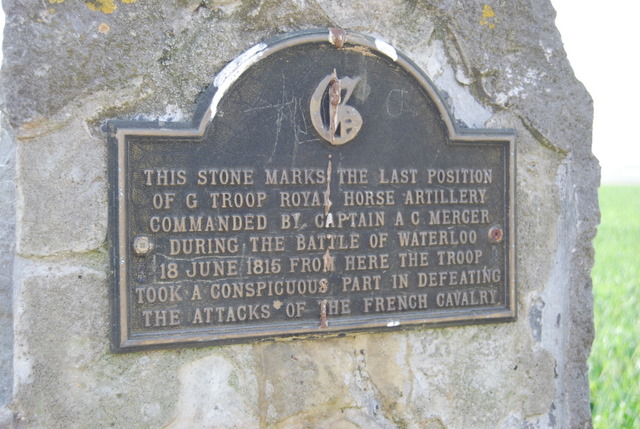 G
THIS STONE MARKS THE LAST POSITION
OF G TROOP ROYAL HORSE ARTILLERY
COMMANDED BY CAPTAIN A C MERCER
DURING THE BATTLE OF WATERLOO
18 JUNE 1815 FROM HERE THE TROOP
TOOK A CONSPICUOUS PART IN DEFEATING
THE ATTACKS OF THE FRENCH CAVALRY